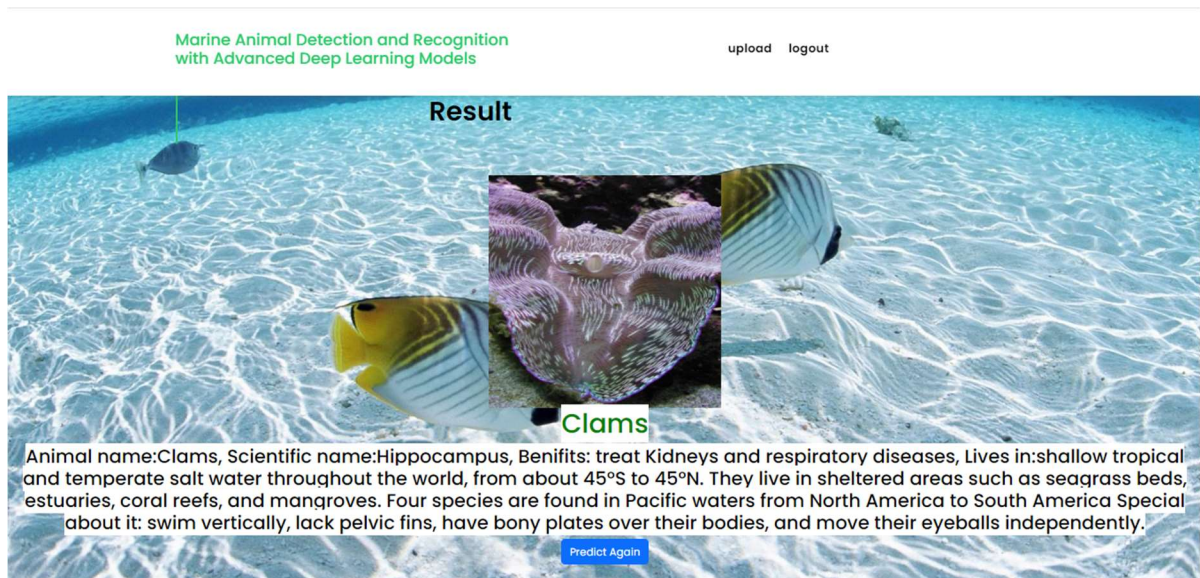 Marine Animal Detection and Recognition
with Advanced Deep Learning Models
upload logout
Result
Clams
Animal name:Clams, Scientific name:Hippocampus, Benifits: treat Kidneys and respiratory diseases, Lives in:shallow tropical
and temperate salt water throughout the world, from about 45°S to 45°N. They live in sheltered areas such as seagrass beds,
estuaries, coral reefs, and mangroves. Four species are found in Pacific waters from North America to South America Special
about it: swim vertically, lack pelvic fins, have bony plates over their bodies, and move their eyeballs independently.
Predict Again